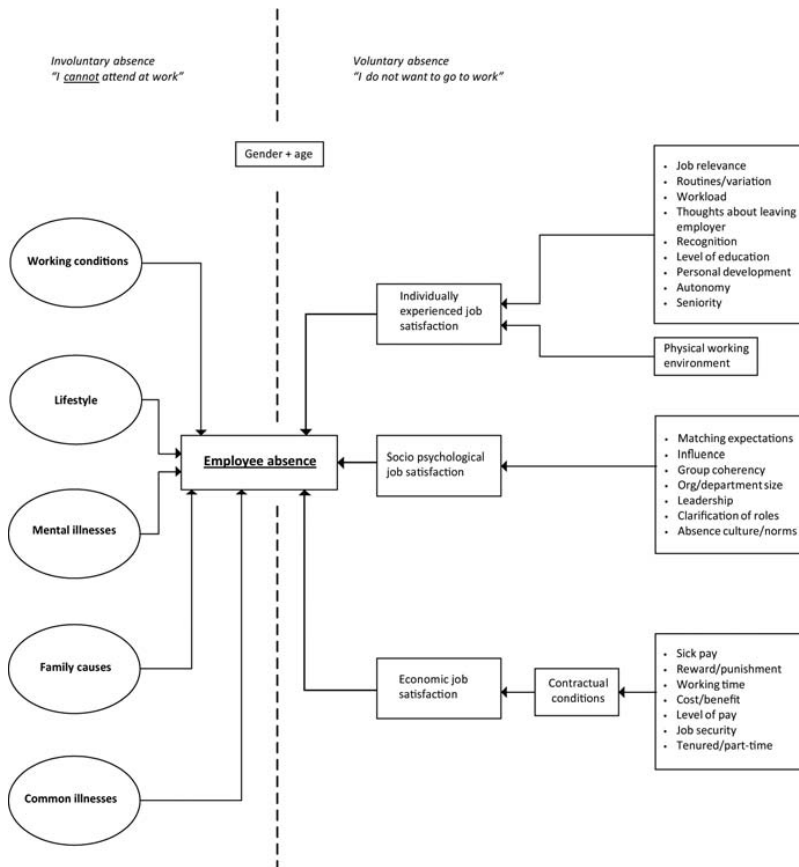 Involuntary absence
"I cannot attend at work"
Voluntary absence
"I do not want to go to work"
Gender + age
Working conditions
Lifestyle
Mental illnesses
Family causes
Common illnesses
Employee absence
Individually
experienced job
satisfaction
Socio psychological
job satisfaction
Economic job
satisfaction
Contractual
conditions
• Job relevance
• Routines/variation
• Workload
• Thoughts about leaving
employer
• Recognition
• Level of education
• Personal development
• Autonomy
• Seniority
Physical working
environment
• Matching expectations
• Influence
• Group coherency
• Org/department size
• Leadership
• Clarification of roles
• Absence culture/norms
• Sick pay
• Reward/punishment
• Working time
• Cost/benefit
• Level of pay
• Job security
• Tenured/part-time